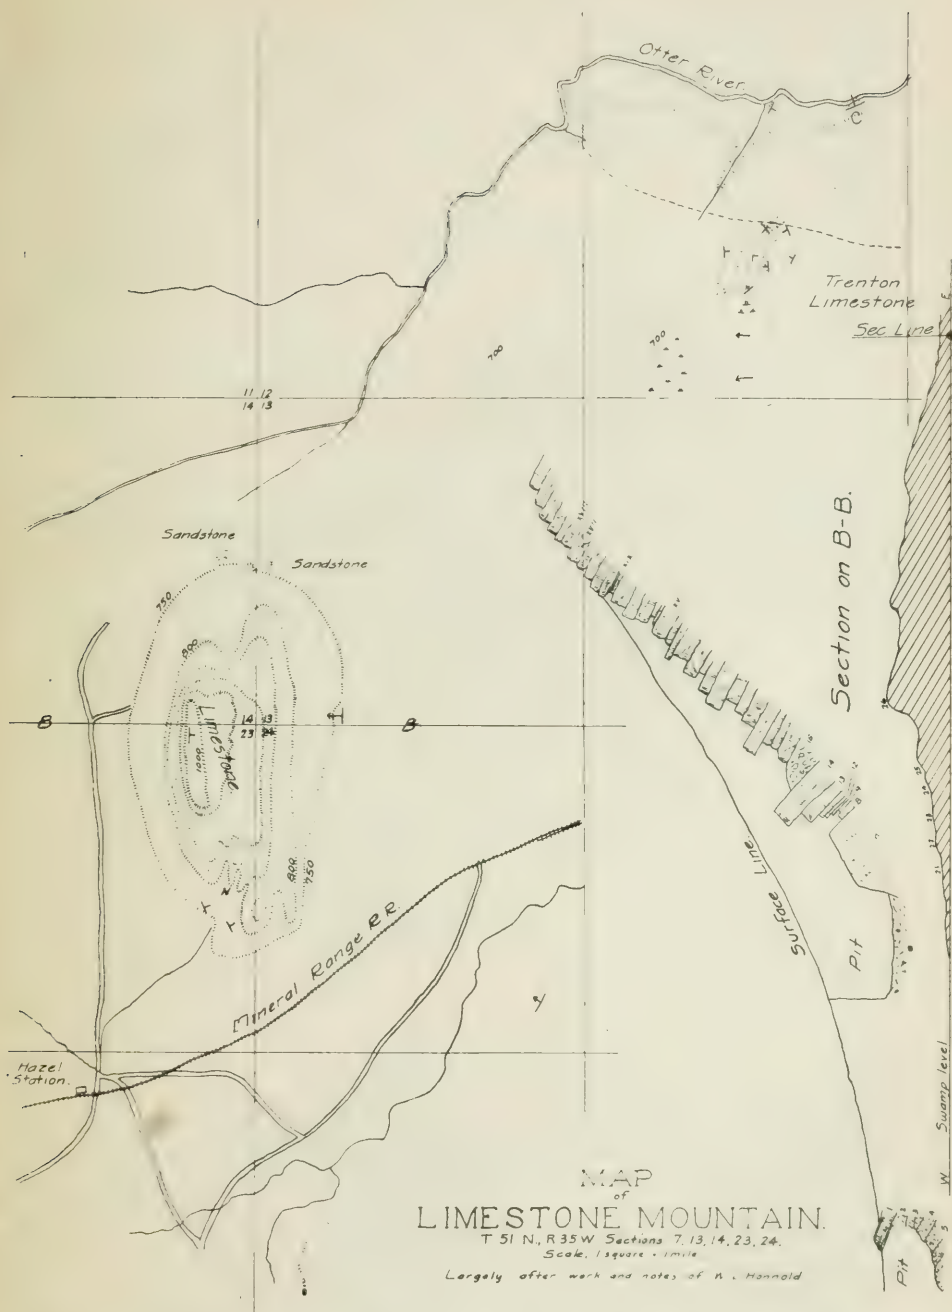 Otter River.
C
Trenton
Limestone
Sec Line
E
700
700
11 12
14 13
Sandstone
Sandstone
750
800
B
14 13
23 24
Limestone
1000
B
Section on B-B.
800
750
N
Surface Line.
Pit
Mineral Range R.R.
Hazel
Station.
Swamp level
W
Pit
MAP
of
LIMESTONE MOUNTAIN.
T 51 N., R 35 W Sections 7, 13, 14, 23, 24.
Scale, 1 square = 1 mile
Largely after work and notes of